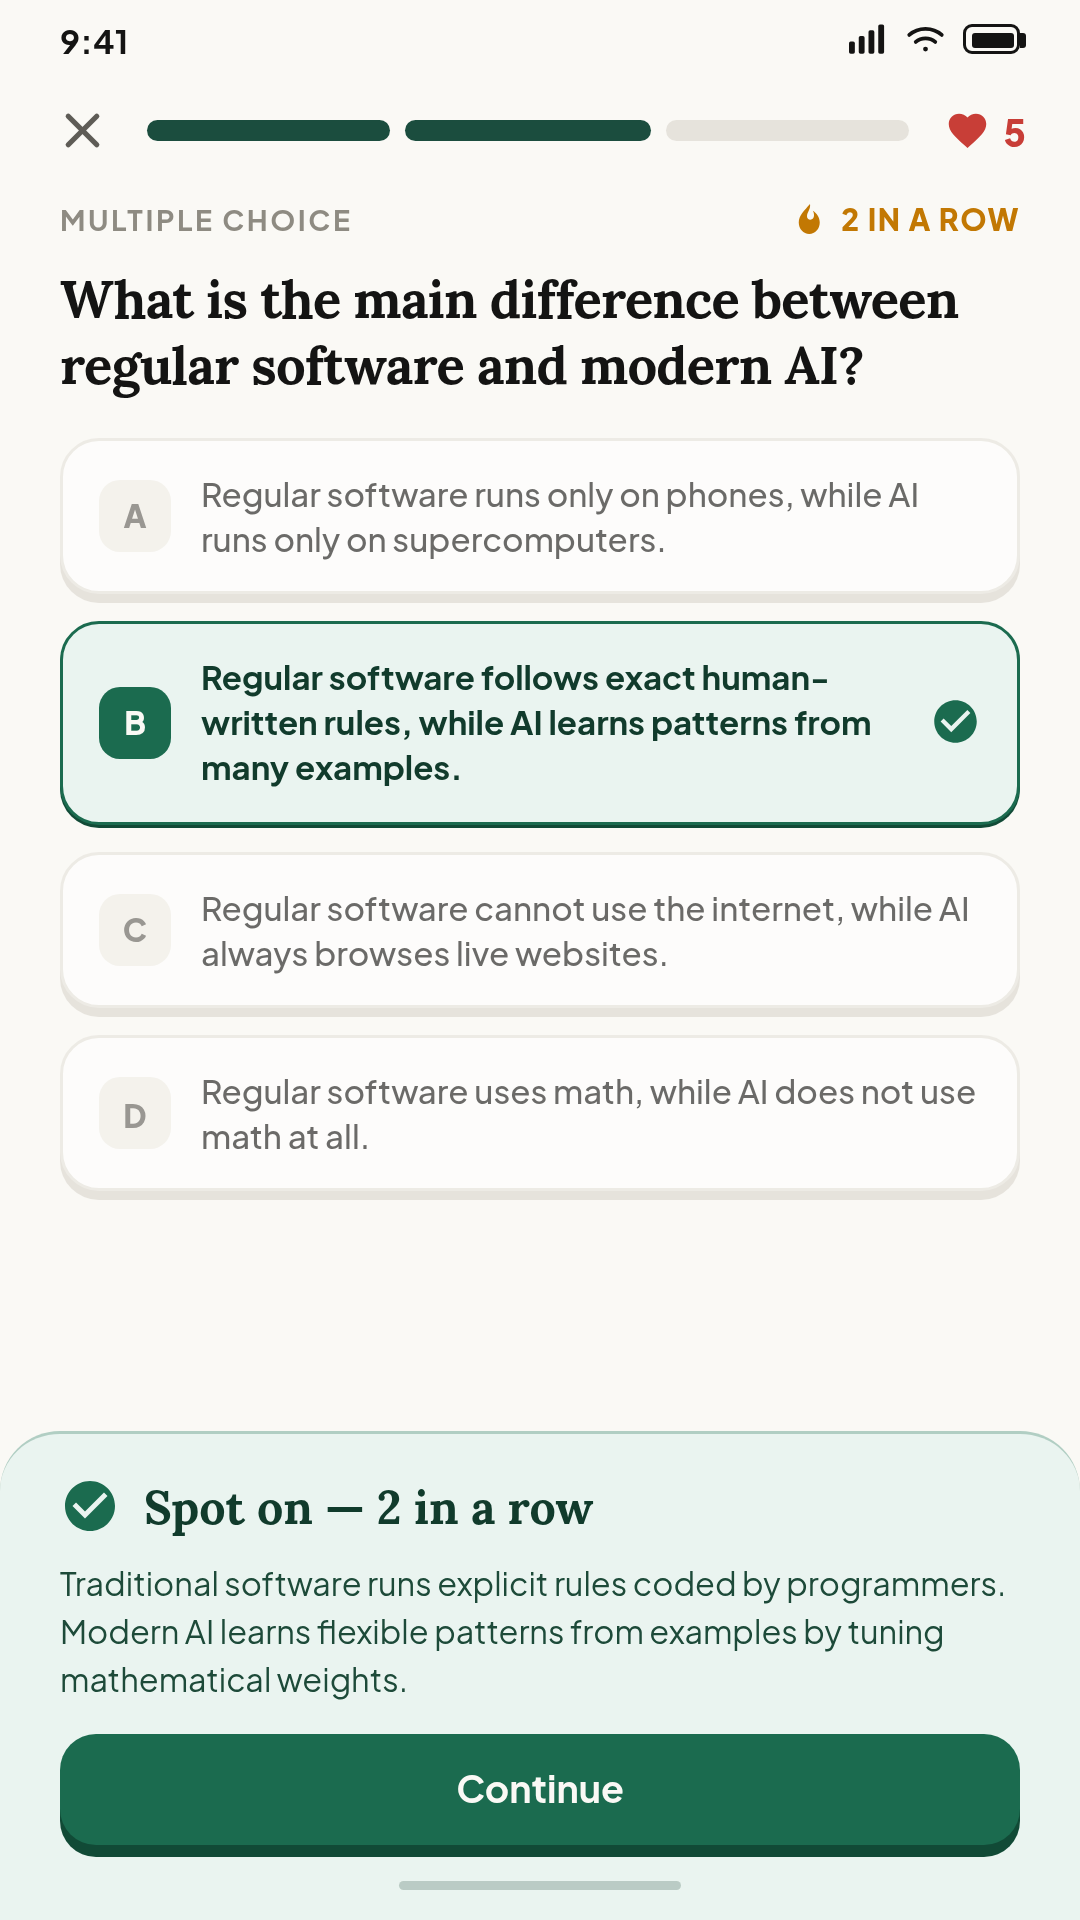 9:41
5
MULTIPLE CHOICE
2 IN A ROW
What is the main difference between
regular software and modern AI?
A
Regular software runs only on phones, while AI
runs only on supercomputers.
B
Regular software follows exact human-
written rules, while AI learns patterns from
many examples.
C
Regular software cannot use the internet, while AI
always browses live websites.
D
Regular software uses math, while AI does not use
math at all.
Spot on — 2 in a row
Traditional software runs explicit rules coded by programmers.
Modern AI learns flexible patterns from examples by tuning
mathematical weights.
Continue